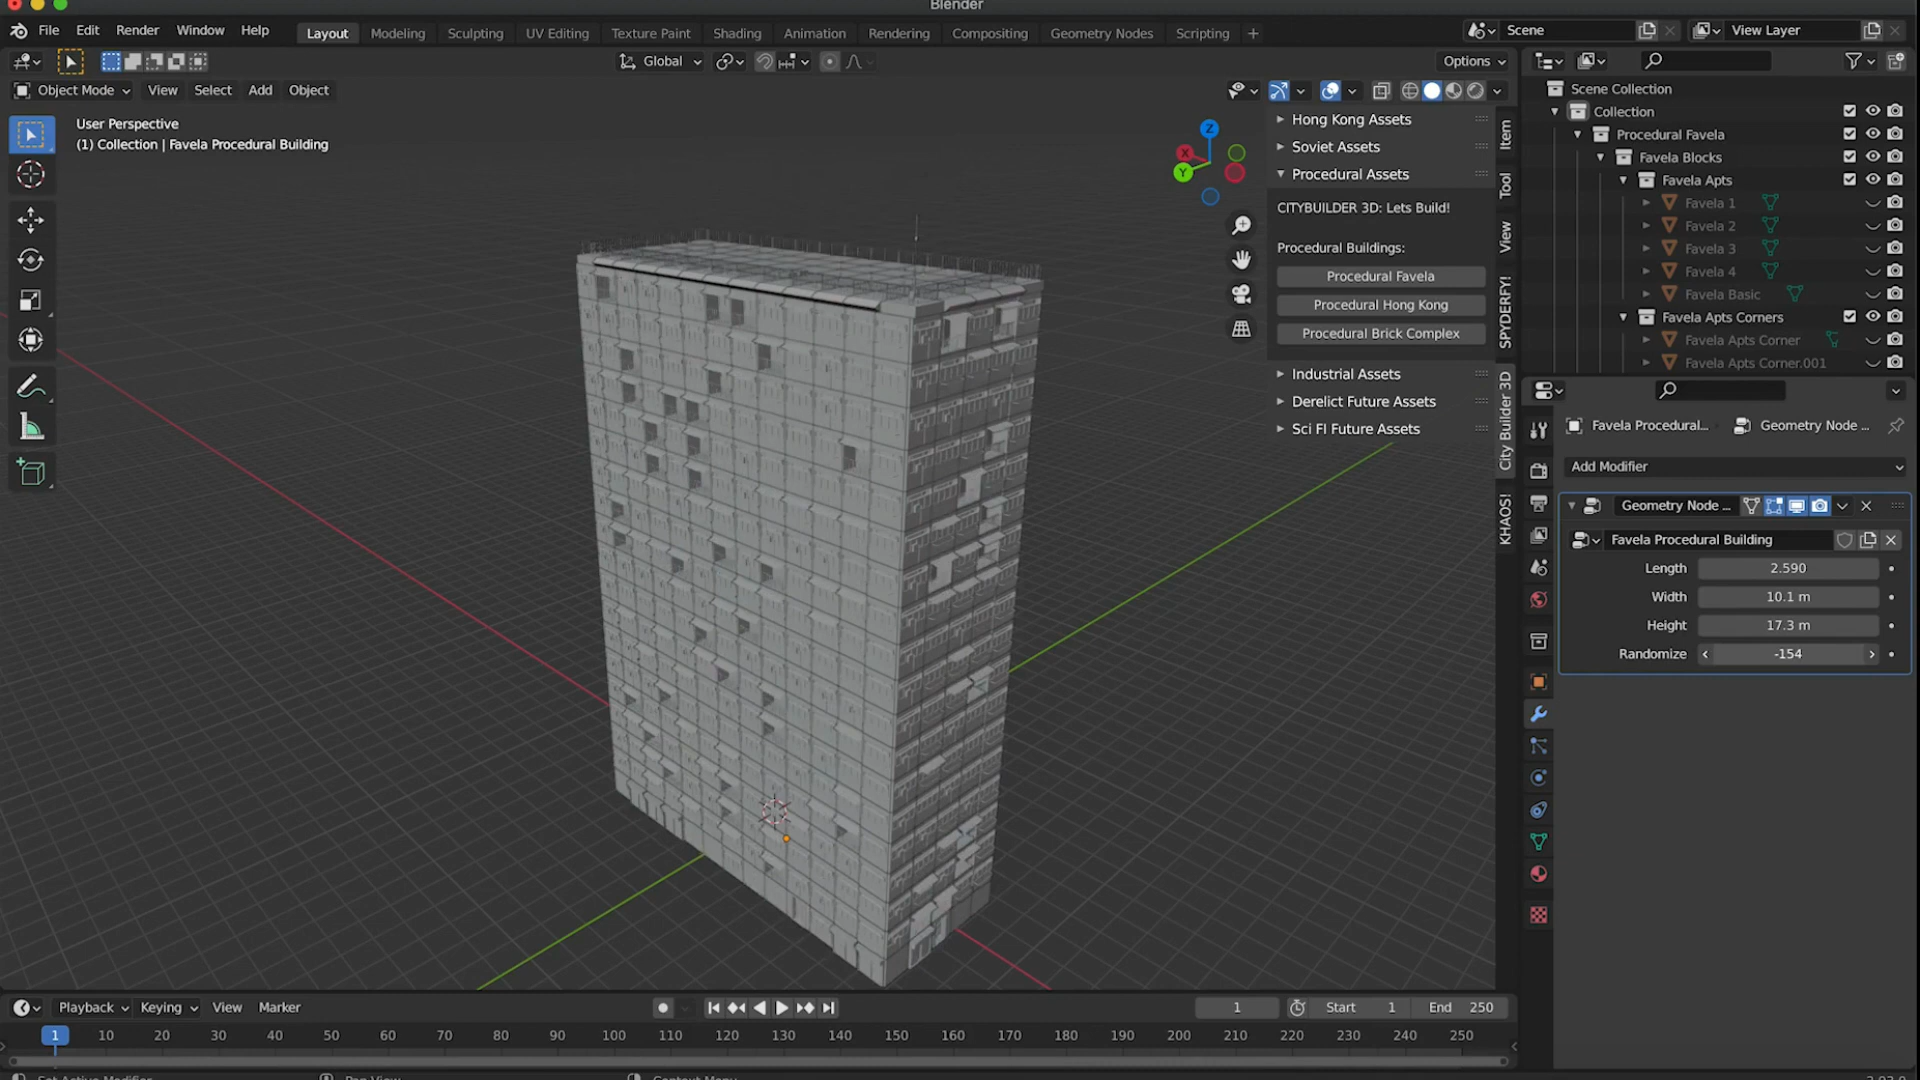 Blender
File Edit Render Window Help
Layout Modeling Sculpting UV Editing Texture Paint Shading Animation Rendering Compositing Geometry Nodes Scripting +
Scene
View Layer
Global
Options
Object Mode View Select Add Object
User Perspective
(1) Collection | Favela Procedural Building
Z
X
Y
Hong Kong Assets
Soviet Assets
Procedural Assets
CITYBUILDER 3D: Lets Build!
Procedural Buildings:
Procedural Favela
Procedural Hong Kong
Procedural Brick Complex
Industrial Assets
Derelict Future Assets
Sci FI Future Assets
Item
Tool
View
SPYDERFY!
City Builder 3D
KHAOS!
Scene Collection
Collection
Procedural Favela
Favela Blocks
Favela Apts
Favela 1
Favela 2
Favela 3
Favela 4
Favela Basic
Favela Apts Corners
Favela Apts Corner
Favela Apts Corner.001
Favela Procedural... Geometry Node ...
Add Modifier
Geometry Node ...
Favela Procedural Building
Length 2.590
Width 10.1 m
Height 17.3 m
Randomize -154
Playback Keying View Marker
1 Start 1 End 250
1 10 20 30 40 50 60 70 80 90 100 110 120 130 140 150 160 170 180 190 200 210 220 230 240 250
Set Active Modifier Pan View Context Menu